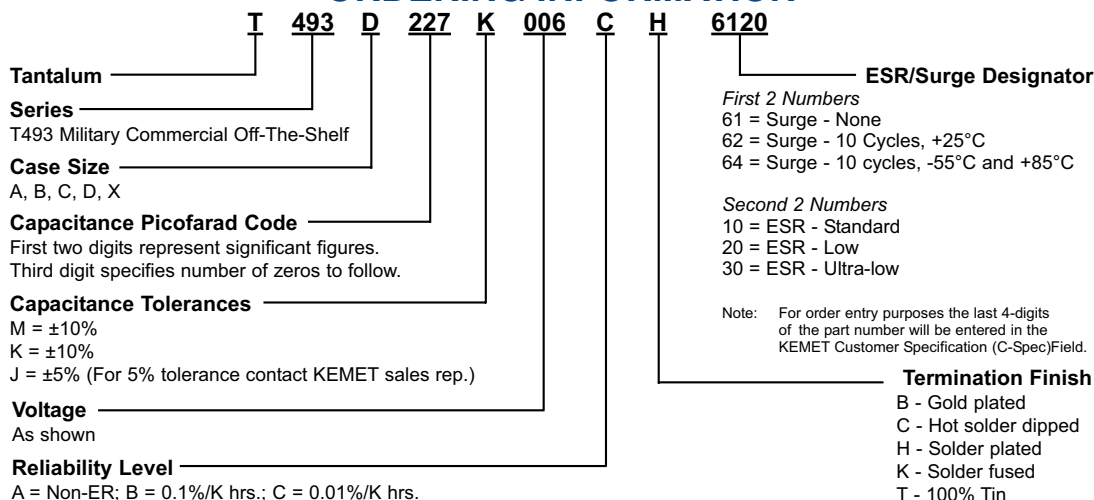 ORDERING INFORMATION
T 493 D 227 K 006 C H 6120
Tantalum
Series
T493 Military Commercial Off-The-Shelf
Case Size
A, B, C, D, X
Capacitance Picofarad Code
First two digits represent significant figures.
Third digit specifies number of zeros to follow.
Capacitance Tolerances
M = ±10%
K = ±10%
J = ±5% (For 5% tolerance contact KEMET sales rep.)
Voltage
As shown
Reliability Level
A = Non-ER; B = 0.1%/K hrs.; C = 0.01%/K hrs.
ESR/Surge Designator
First 2 Numbers
61 = Surge - None
62 = Surge - 10 Cycles, +25°C
64 = Surge - 10 cycles, -55°C and +85°C
Second 2 Numbers
10 = ESR - Standard
20 = ESR - Low
30 = ESR - Ultra-low
Note: For order entry purposes the last 4-digits
of the part number will be entered in the
KEMET Customer Specification (C-Spec)Field.
Termination Finish
B - Gold plated
C - Hot solder dipped
H - Solder plated
K - Solder fused
T - 100% Tin